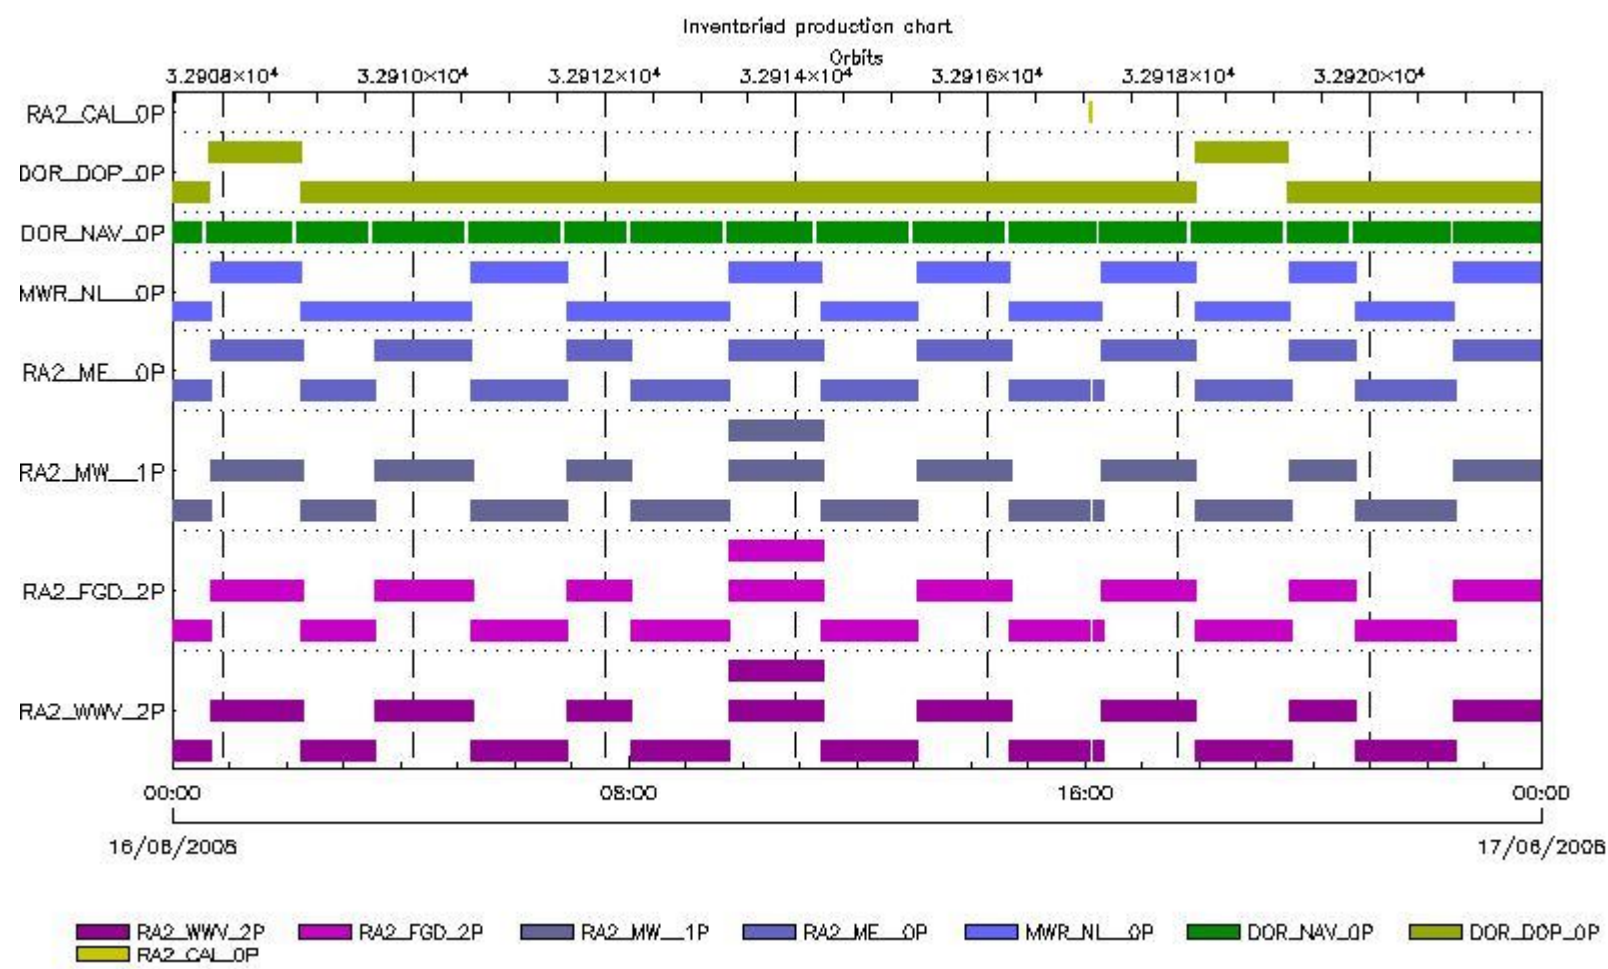 Inventoried production chart
Orbits
3.2908×10⁴ 3.2910×10⁴ 3.2912×10⁴ 3.2914×10⁴ 3.2916×10⁴ 3.2918×10⁴ 3.2920×10⁴
RA2_CAL_0P
DOR_DOP_0P
DOR_NAV_0P
MWR_NL__0P
RA2_ME__0P
RA2_MW__1P
RA2_FGD_2P
RA2_WWV_2P
00:00 08:00 16:00 00:00
16/06/2008 17/06/2008
RA2_WWV_2P RA2_FGD_2P RA2_MW__1P RA2_ME__0P MWR_NL__0P DOR_NAV_0P DOR_DOP_0P
RA2_CAL_0P